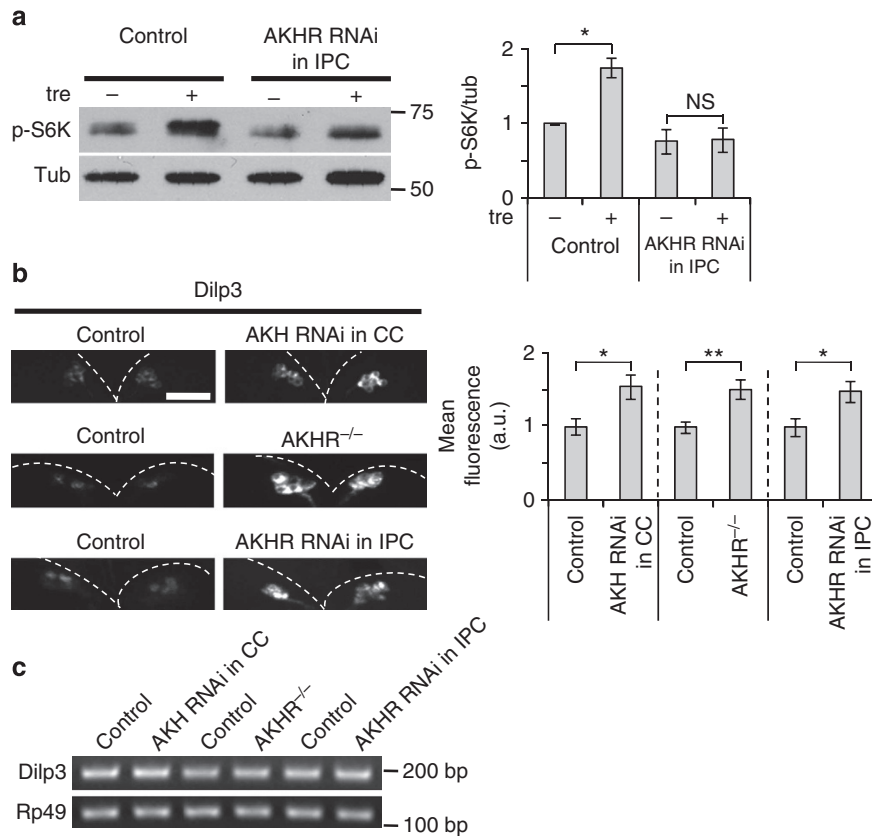 a
Control
AKHR RNAi
in IPC
tre – + – +
p-S6K
75
Tub
50
p-S6K/tub
2
1
0
*
NS
tre – + – +
Control
AKHR RNAi
in IPC
b
Dilp3
Control
AKH RNAi in CC
Control
AKHR–/–
Control
AKHR RNAi in IPC
Mean
fluorescence
(a.u.)
2
1
0
*
**
*
Control
AKH RNAi
in CC
Control
AKHR–/–
Control
AKHR RNAi
in IPC
c
Control
AKH RNAi in CC
Control
AKHR–/–
Control
AKHR RNAi in IPC
Dilp3
200 bp
Rp49
100 bp